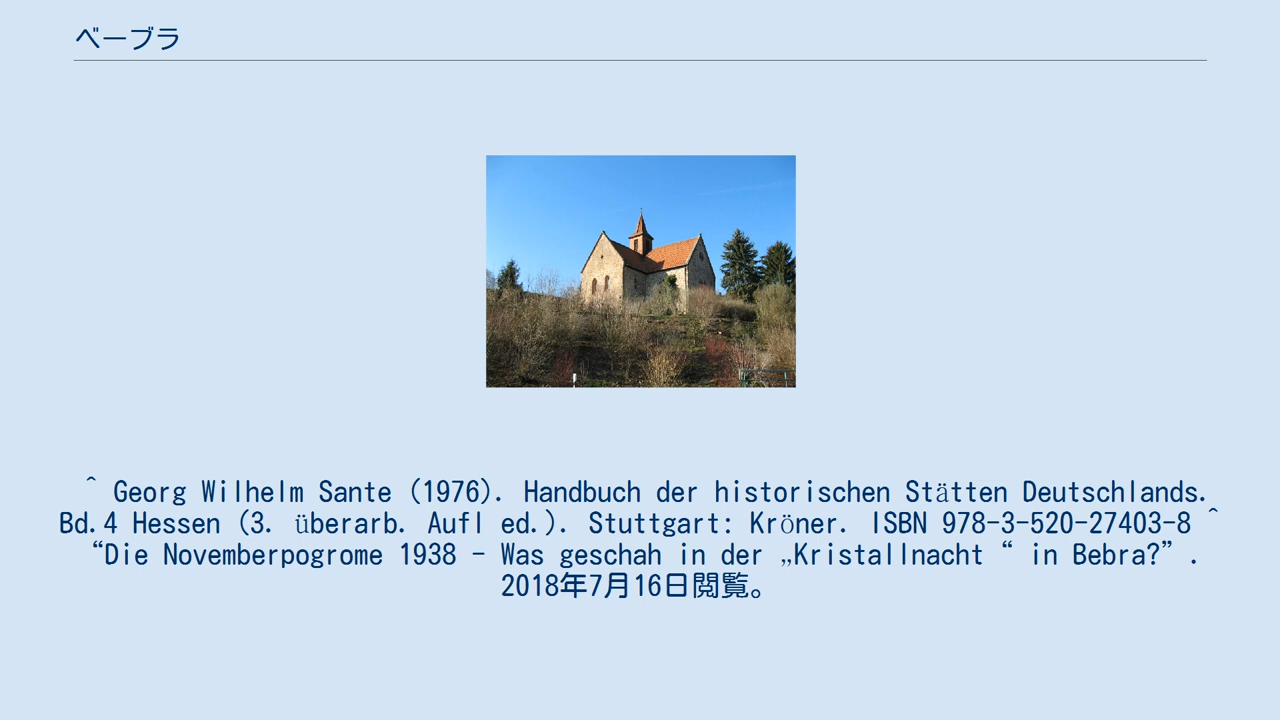 ベーブラ
^ Georg Wilhelm Sante (1976). Handbuch der historischen Stätten Deutschlands.
Bd.4 Hessen (3. überarb. Aufl ed.). Stuttgart: Kröner. ISBN 978-3-520-27403-8 ^
“Die Novemberpogrome 1938 - Was geschah in der „Kristallnacht “ in Bebra?” .
2018年7月16日閲覧。